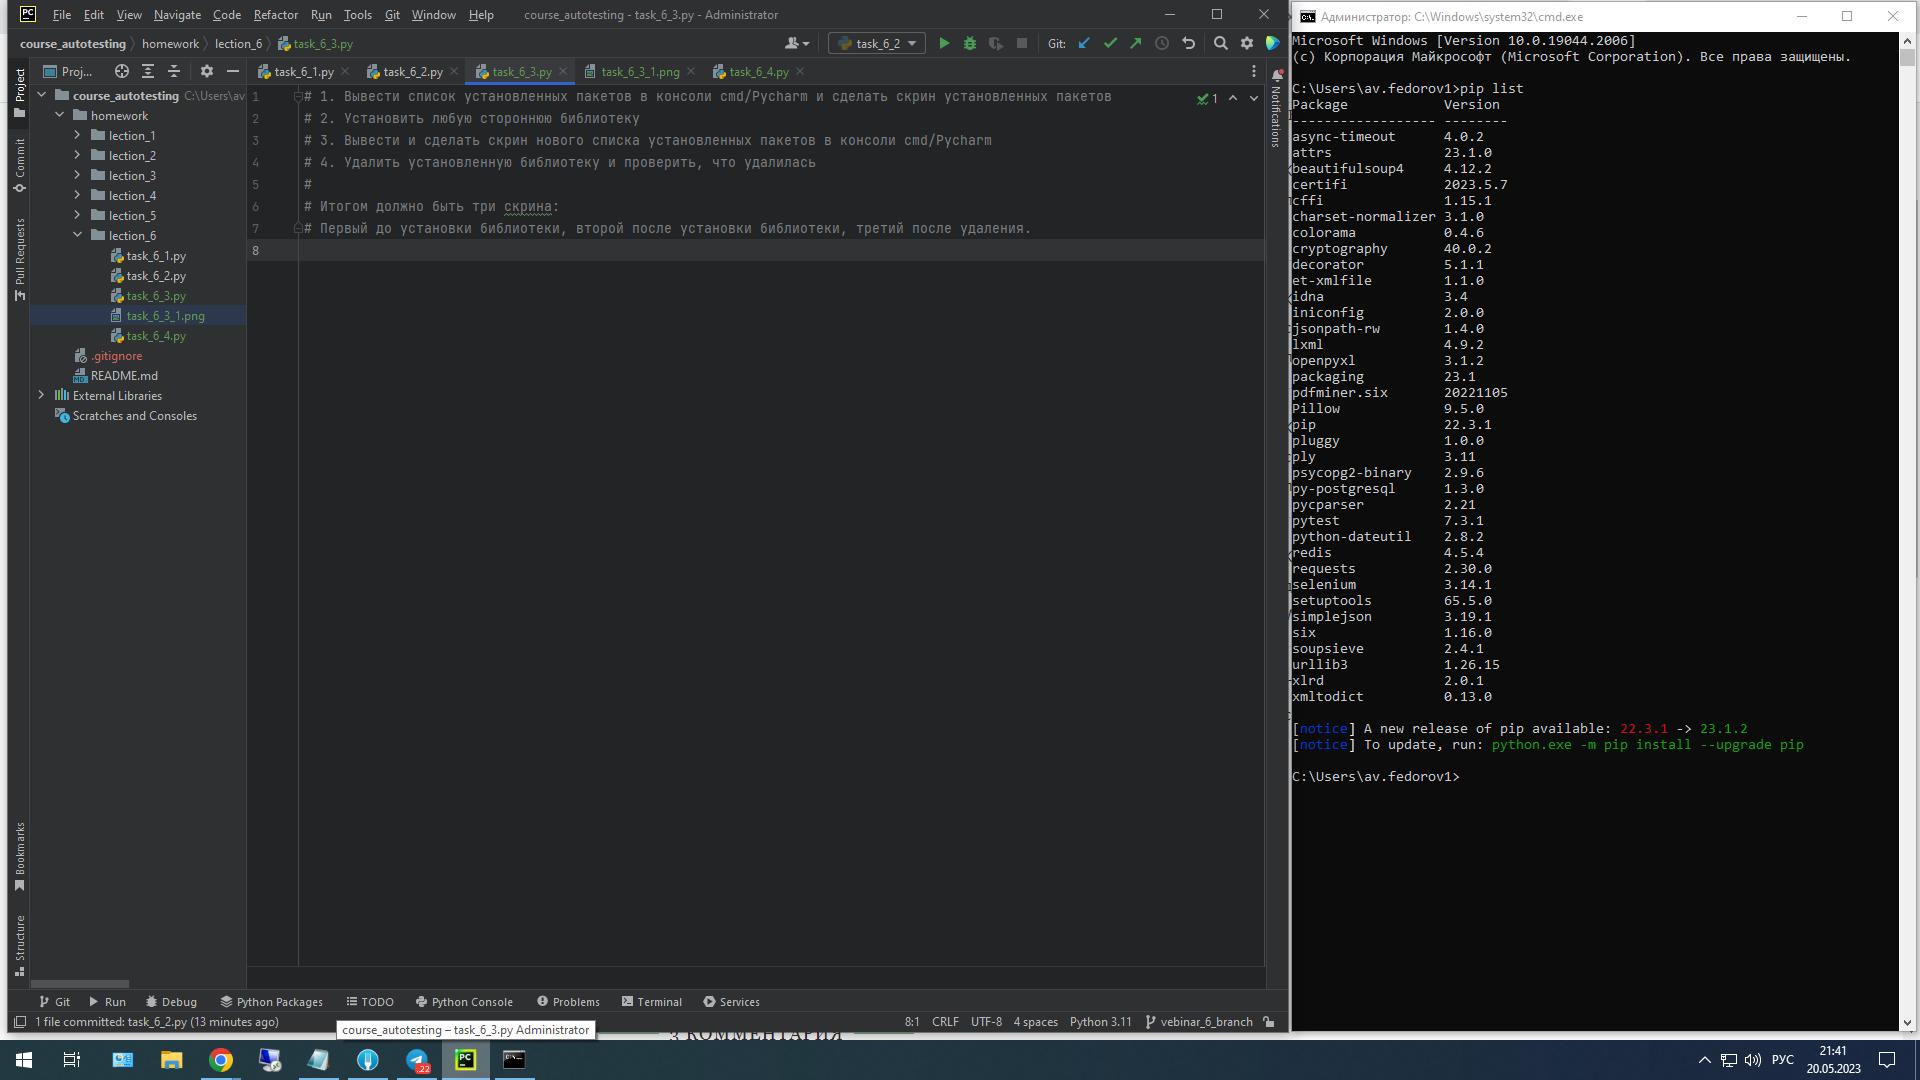 PC File Edit View Navigate Code Refactor Run Tools Git Window Help course_autotesting - task_6_3.py - Administrator
course_autotesting homework lection_6 task_6_3.py task_6_2 Git:
Proj... task_6_1.py task_6_2.py task_6_3.py task_6_3_1.png task_6_4.py
Project
Commit
Pull Requests
Bookmarks
Structure
Notifications
course_autotesting C:\Users\av
homework
lection_1
lection_2
lection_3
lection_4
lection_5
lection_6
task_6_1.py
task_6_2.py
task_6_3.py
task_6_3_1.png
task_6_4.py
.gitignore
README.md
External Libraries
Scratches and Consoles
1 # 1. Вывести список установленных пакетов в консоли cmd/Pycharm и сделать скрин установленных пакетов
2 # 2. Установить любую стороннюю библиотеку
3 # 3. Вывести и сделать скрин нового списка установленных пакетов в консоли cmd/Pycharm
4 # 4. Удалить установленную библиотеку и проверить, что удалилась
5 #
6 # Итогом должно быть три скрина:
7 # Первый до установки библиотеки, второй после установки библиотеки, третий после удаления.
8
1
Git Run Debug Python Packages TODO Python Console Problems Terminal Services
1 file committed: task_6_2.py (13 minutes ago) 8:1 CRLF UTF-8 4 spaces Python 3.11 vebinar_6_branch
course_autotesting – task_6_3.py Administrator
3 КОММЕНТАРИЯ
Администратор: C:\Windows\system32\cmd.exe
Microsoft Windows [Version 10.0.19044.2006]
(c) Корпорация Майкрософт (Microsoft Corporation). Все права защищены.
C:\Users\av.fedorov1>pip list
Package Version
------------------ --------
async-timeout 4.0.2
attrs 23.1.0
beautifulsoup4 4.12.2
certifi 2023.5.7
cffi 1.15.1
charset-normalizer 3.1.0
colorama 0.4.6
cryptography 40.0.2
decorator 5.1.1
et-xmlfile 1.1.0
idna 3.4
iniconfig 2.0.0
jsonpath-rw 1.4.0
lxml 4.9.2
openpyxl 3.1.2
packaging 23.1
pdfminer.six 20221105
Pillow 9.5.0
pip 22.3.1
pluggy 1.0.0
ply 3.11
psycopg2-binary 2.9.6
py-postgresql 1.3.0
pycparser 2.21
pytest 7.3.1
python-dateutil 2.8.2
redis 4.5.4
requests 2.30.0
selenium 3.14.1
setuptools 65.5.0
simplejson 3.19.1
six 1.16.0
soupsieve 2.4.1
urllib3 1.26.15
xlrd 2.0.1
xmltodict 0.13.0
[notice] A new release of pip available: 22.3.1 -> 23.1.2
[notice] To update, run: python.exe -m pip install --upgrade pip
C:\Users\av.fedorov1>
22 PC РУС 21:41
20.05.2023